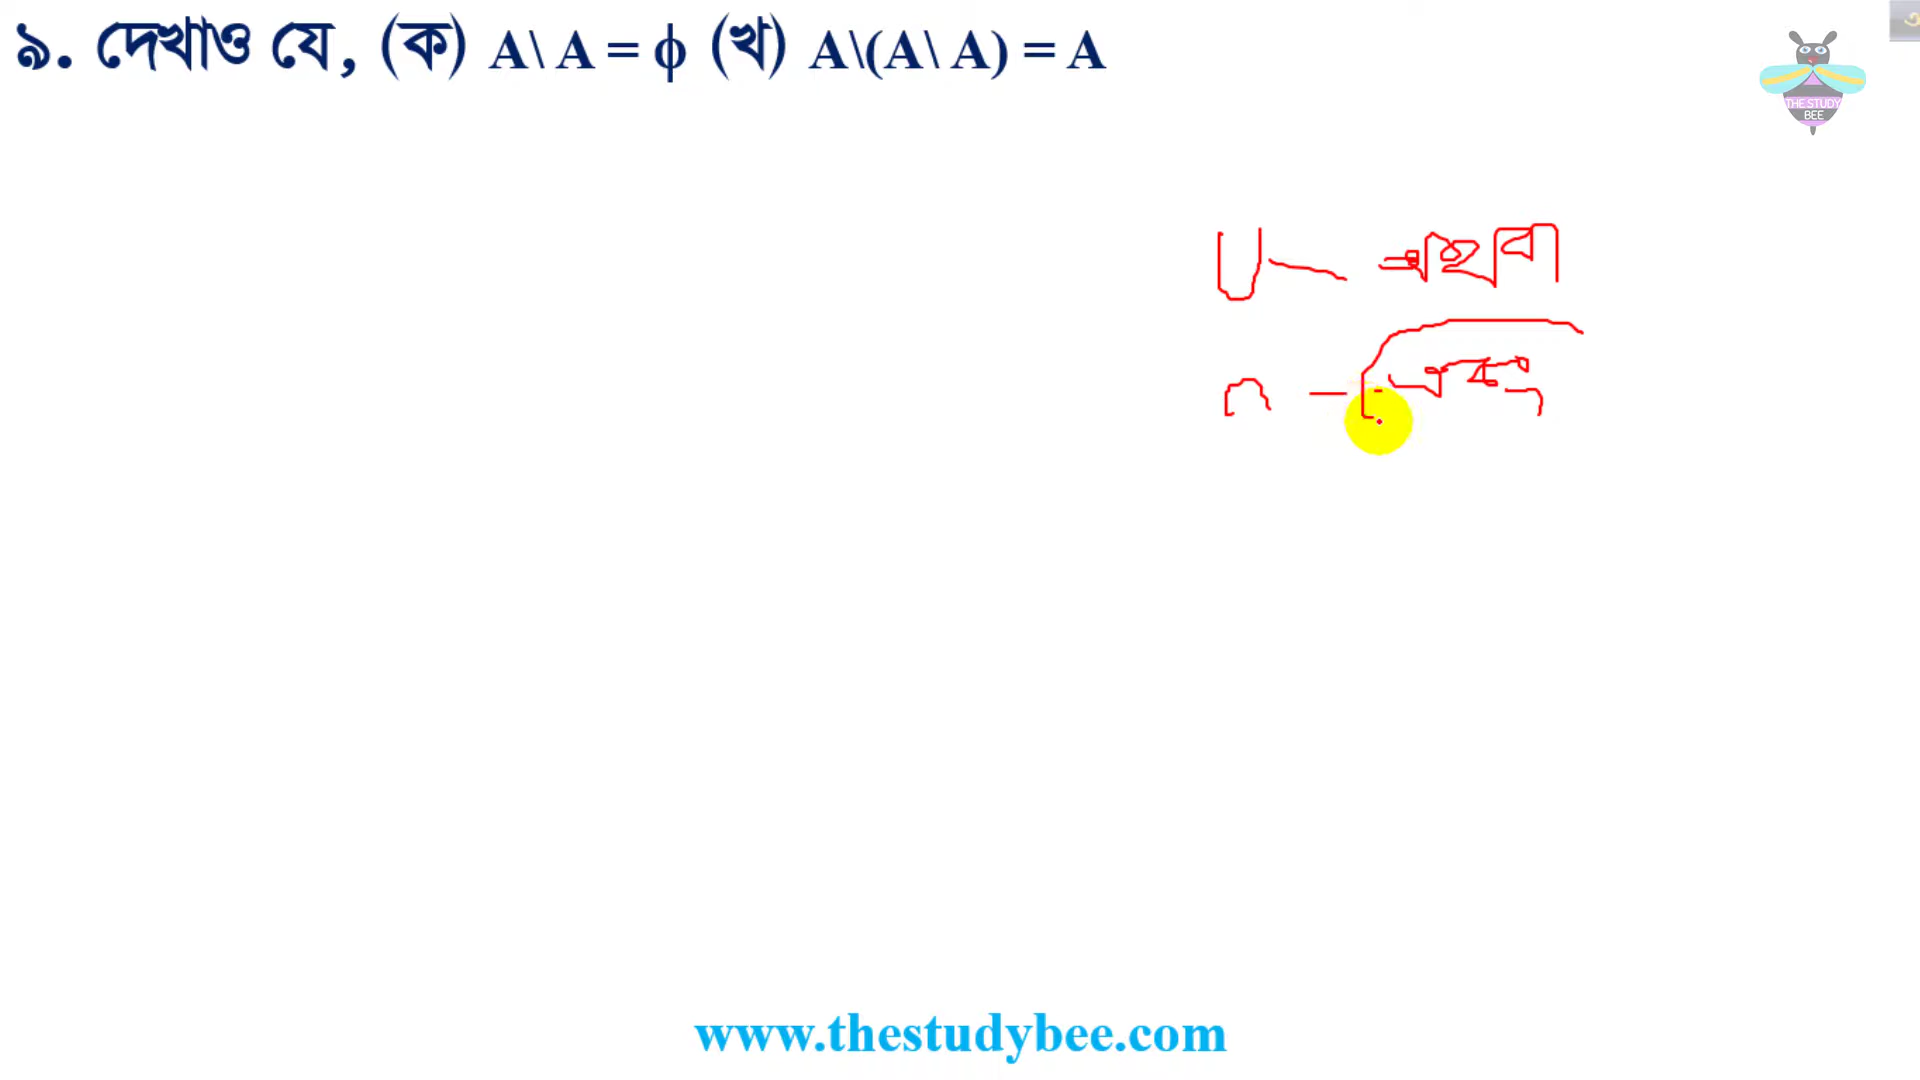 ৯. দেখাও যে, (ক) A\ A = ϕ (খ) A\(A\ A) = A
THE STUDY
BEE
U
∩ –
www.thestudybee.com